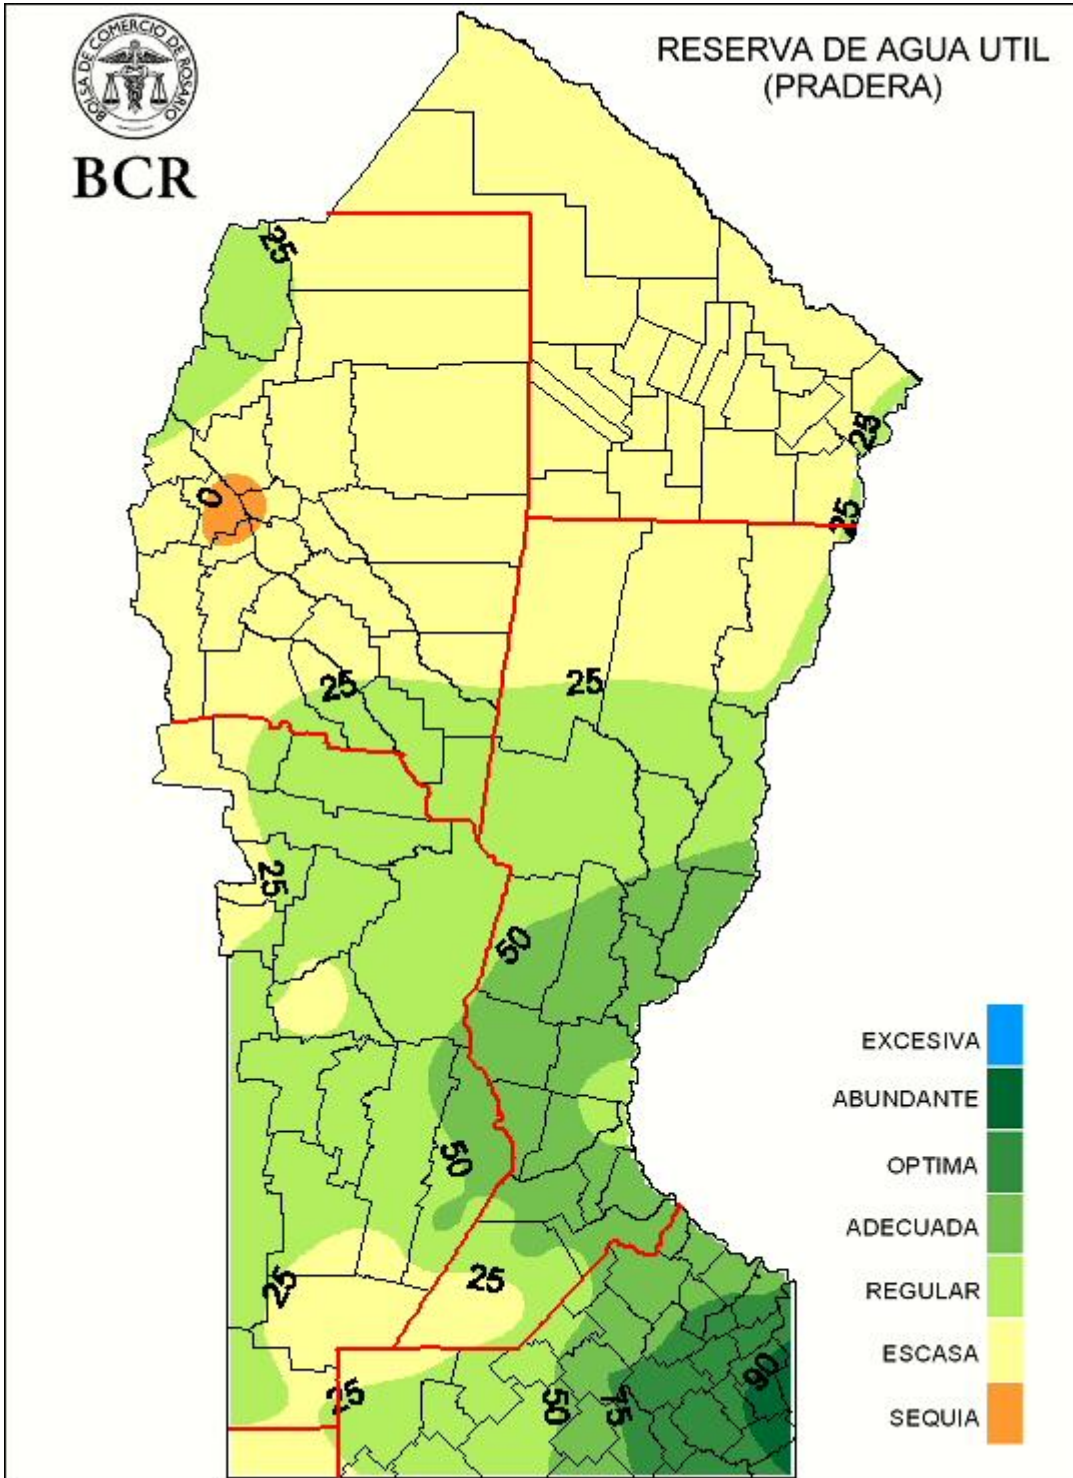 BOLSA DE COMERCIO DE ROSARIO
BCR
RESERVA DE AGUA UTIL
(PRADERA)
25
25
0
25
25
25
25
50
50
25
25
25
50
75
90
EXCESIVA
ABUNDANTE
OPTIMA
ADECUADA
REGULAR
ESCASA
SEQUIA